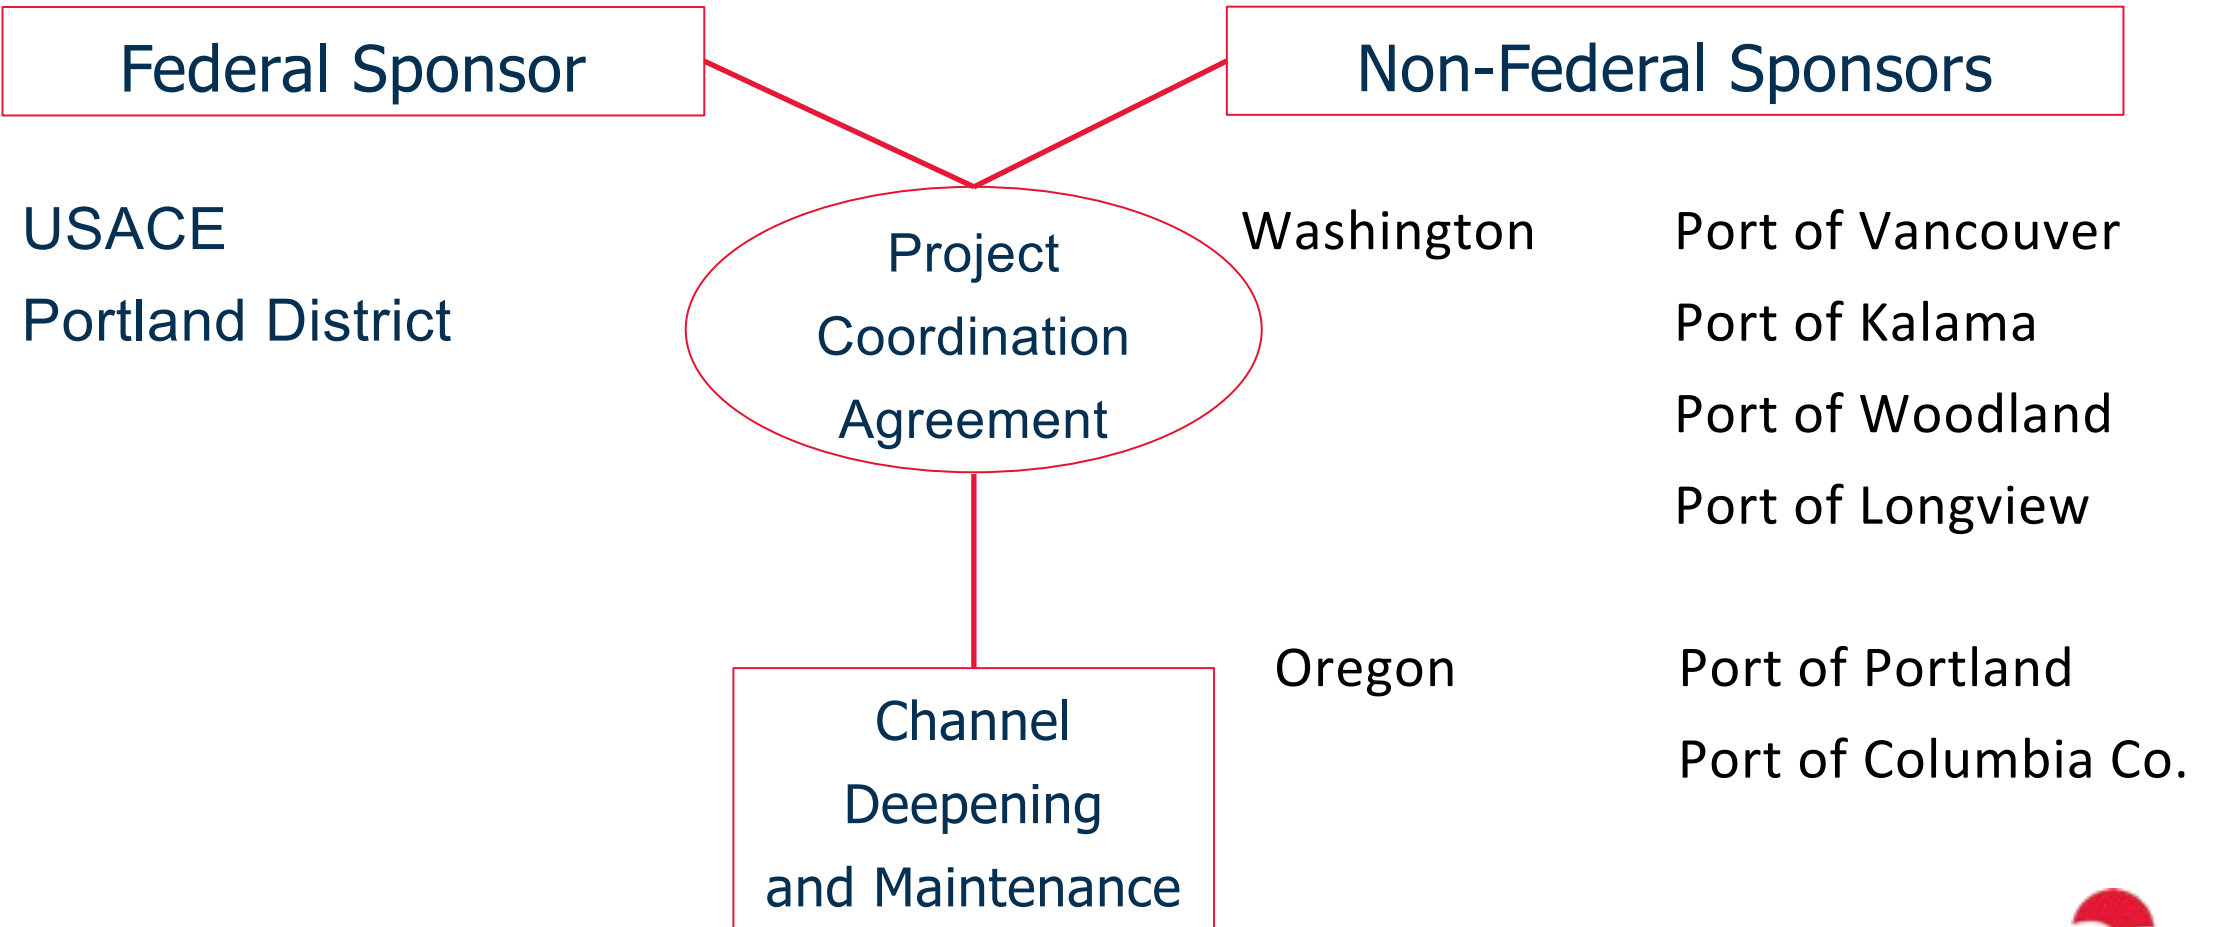 Federal Sponsor
Non-Federal Sponsors
USACE
Portland District
Project
Coordination
Agreement
Washington Port of Vancouver
Port of Kalama
Port of Woodland
Port of Longview
Oregon Port of Portland
Port of Columbia Co.
Channel
Deepening
and Maintenance